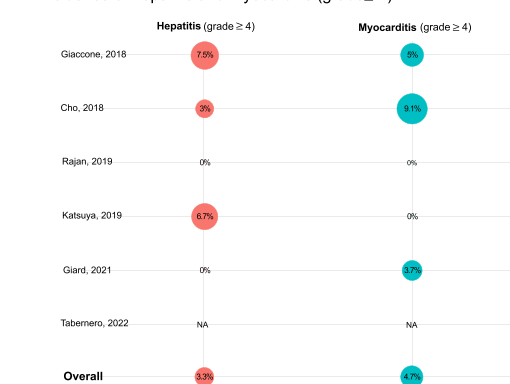 Hepatitis (grade ≥ 4) Myocarditis (grade ≥ 4)
Giaccone, 2018 7.5% 5%
Cho, 2018 3% 9.1%
Rajan, 2019 0% 0%
Katsuya, 2019 6.7% 0%
Giard, 2021 0% 3.7%
Tabernero, 2022 NA NA
Overall 3.3% 4.7%